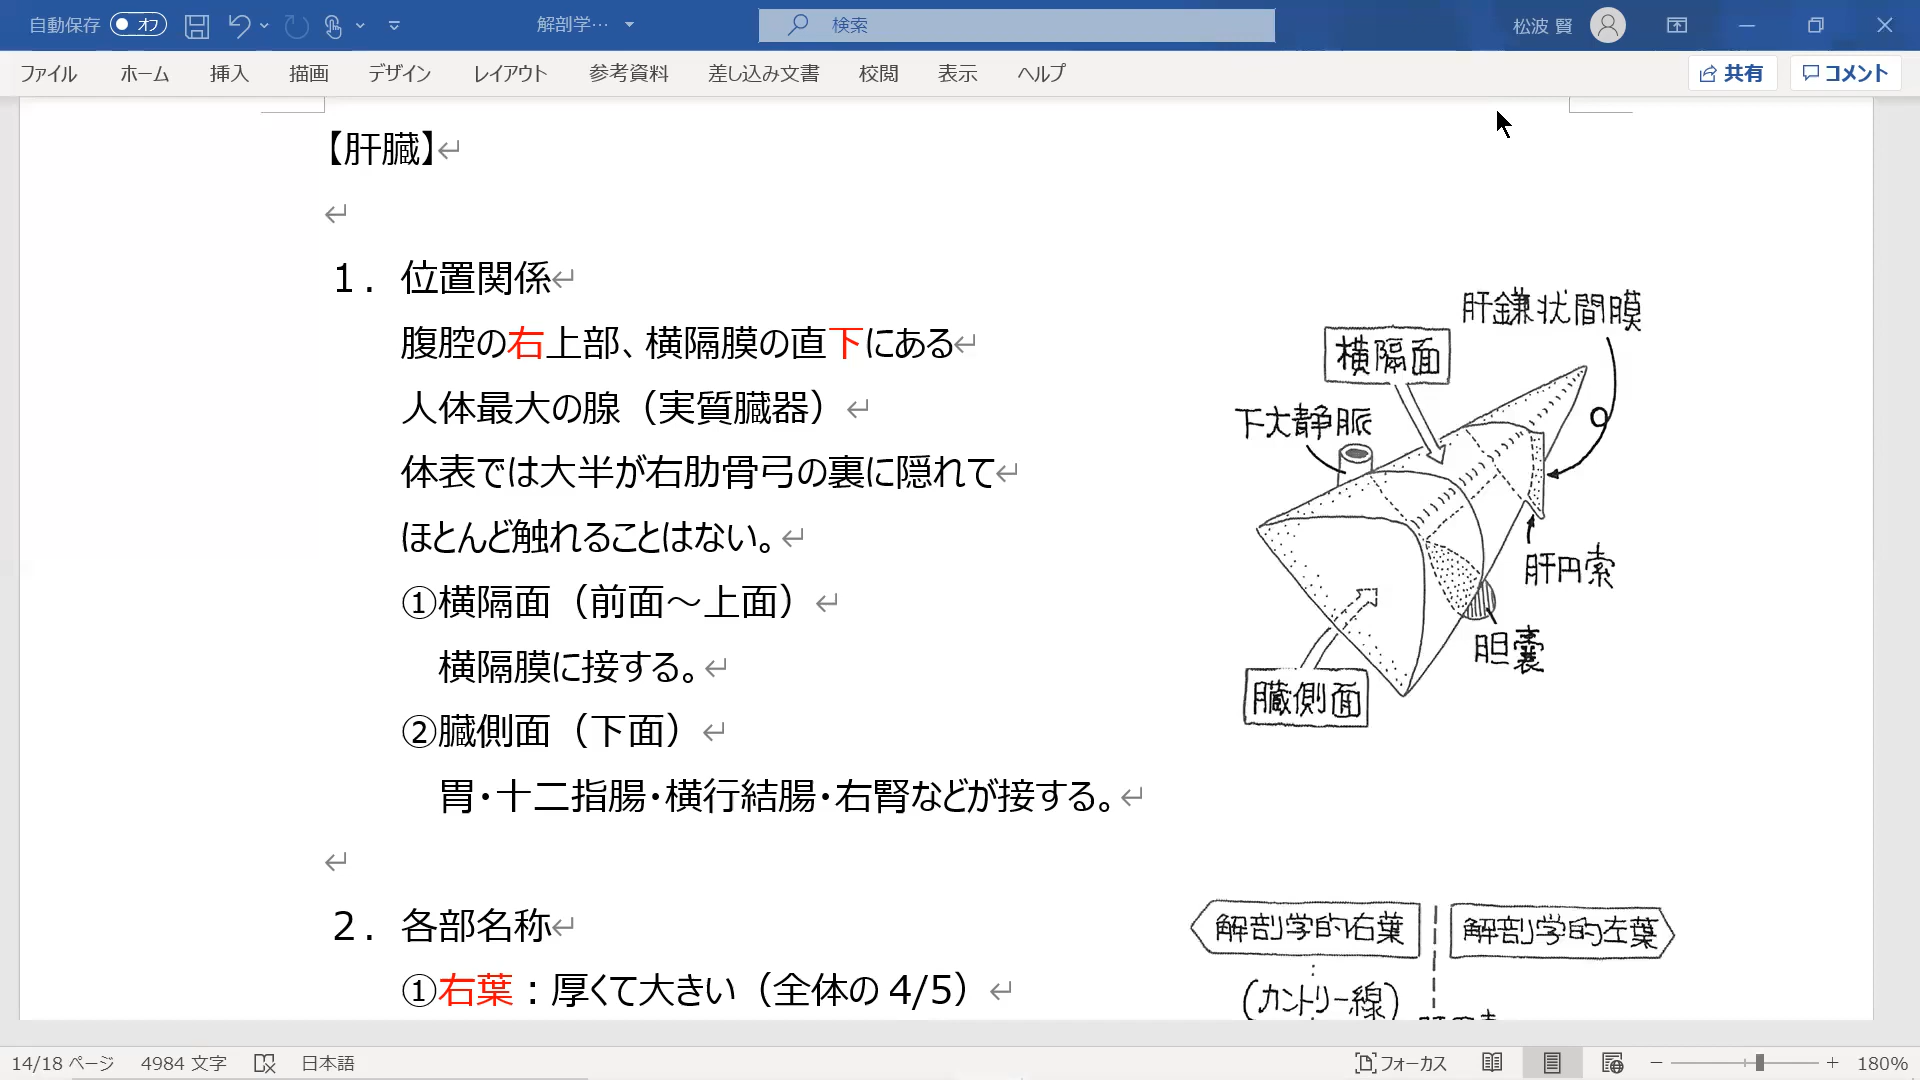 自動保存 オフ 解剖学… 検索 松波 賢
ファイル ホーム 挿入 描画 デザイン レイアウト 参考資料 差し込み文書 校閲 表示 ヘルプ 共有 コメント
【肝臓】
1．位置関係
腹腔の右上部、横隔膜の直下にある
人体最大の腺（実質臓器）
体表では大半が右肋骨弓の裏に隠れて
ほとんど触れることはない。
①横隔面（前面～上面）
横隔膜に接する。
②臓側面（下面）
胃・十二指腸・横行結腸・右腎などが接する。
肝鎌状間膜
横隔面
下大静脈
肝円索
胆嚢
臓側面
2．各部名称
①右葉：厚くて大きい（全体の 4/5）
解剖学的右葉 解剖学的左葉
(カントリー線)
14/18 ページ 4984 文字 日本語 フォーカス 180%